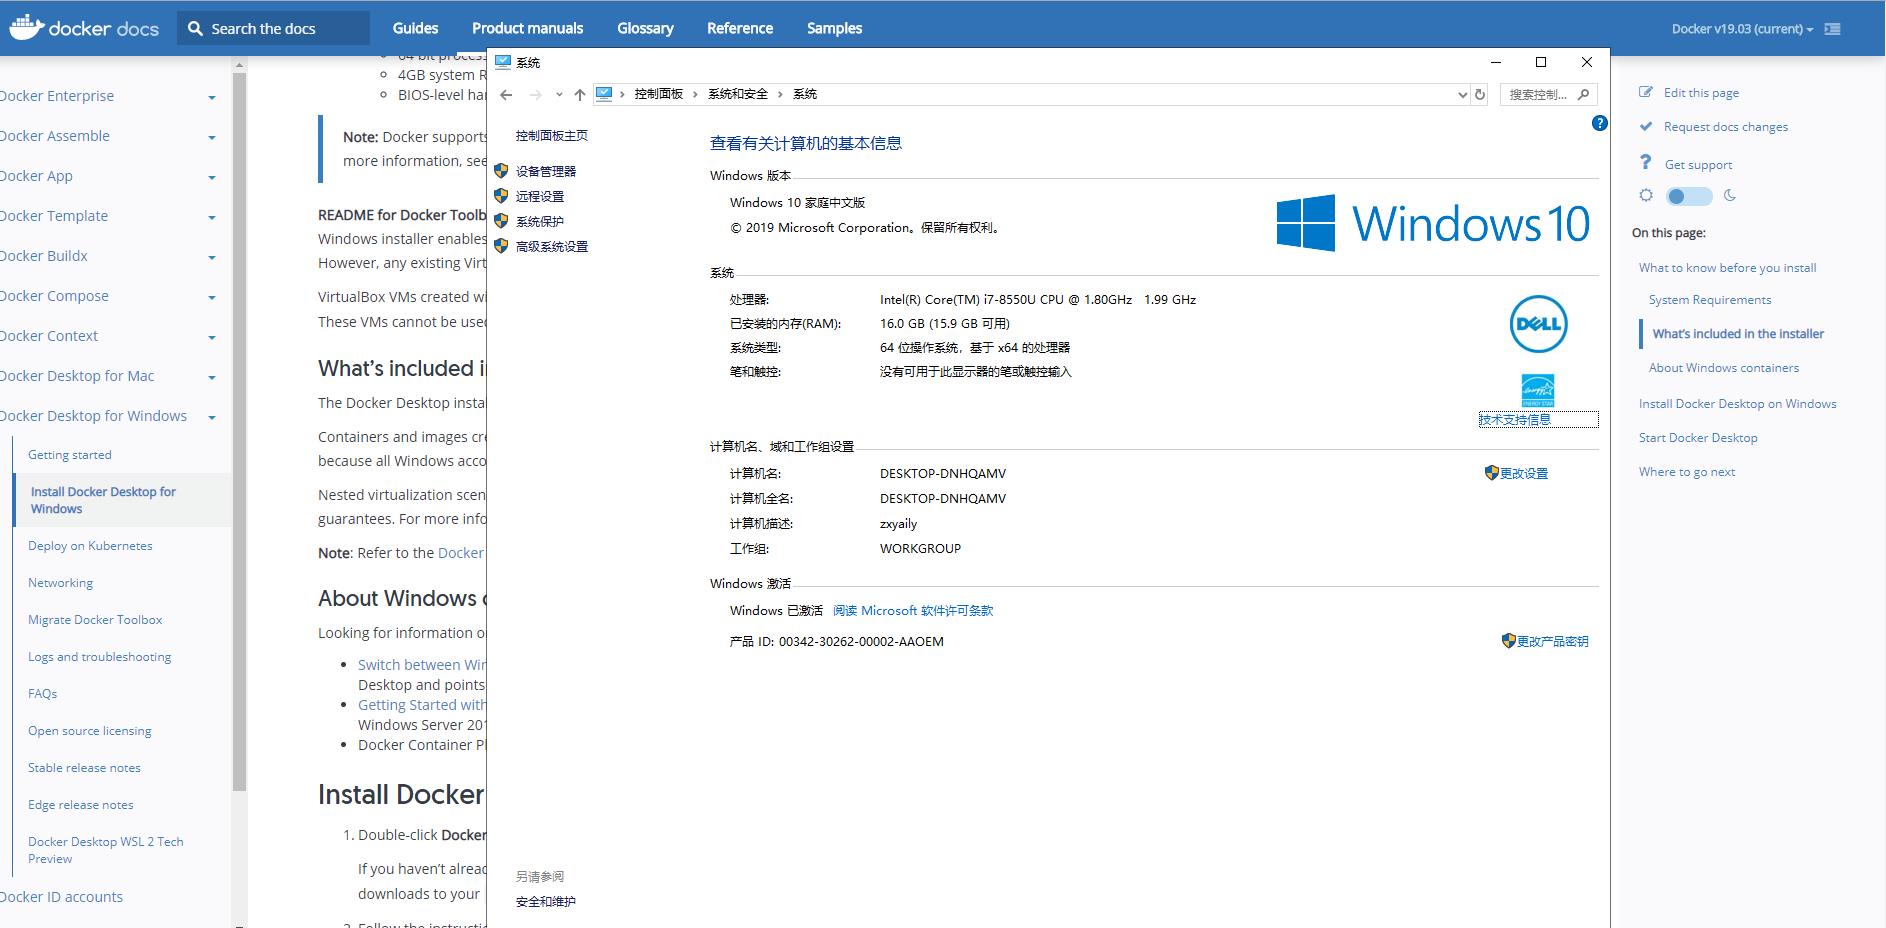 docker docs
Search the docs
Guides
Product manuals
Glossary
Reference
Samples
Docker v19.03 (current)
Docker Enterprise
Docker Assemble
Docker App
Docker Template
Docker Buildx
Docker Compose
Docker Context
Docker Desktop for Mac
Docker Desktop for Windows
Getting started
Install Docker Desktop for
Windows
Deploy on Kubernetes
Networking
Migrate Docker Toolbox
Logs and troubleshooting
FAQs
Open source licensing
Stable release notes
Edge release notes
Docker Desktop WSL 2 Tech
Preview
Docker ID accounts
64 bit
4GB system
BIOS-level
Note: Docker supports
more information, see
README for Docker
Windows installer enables
However, any existing
VirtualBox VMs created
These VMs cannot be
What's included
The Docker Desktop
Containers and images
because all Windows
Nested virtualization
guarantees. For more
Note: Refer to the Docker
About Windows
Looking for information
Switch between
Desktop and points
Getting Started with
Windows Server
Docker Container
Install Docker
1. Double-click Docker
If you haven't
downloads to your
2. Follow the
系统
控制面板 › 系统和安全 › 系统
搜索控制...
控制面板主页
设备管理器
远程设置
系统保护
高级系统设置
另请参阅
安全和维护
查看有关计算机的基本信息
Windows 版本
Windows 10 家庭中文版
© 2019 Microsoft Corporation。保留所有权利。
Windows 10
系统
处理器: Intel(R) Core(TM) i7-8550U CPU @ 1.80GHz 1.99 GHz
已安装的内存(RAM): 16.0 GB (15.9 GB 可用)
系统类型: 64 位操作系统，基于 x64 的处理器
笔和触控: 没有可用于此显示器的笔或触控输入
DELL
技术支持信息
计算机名、域和工作组设置
计算机名: DESKTOP-DNHQAMV
更改设置
计算机全名: DESKTOP-DNHQAMV
计算机描述: zxyaily
工作组: WORKGROUP
Windows 激活
Windows 已激活 阅读 Microsoft 软件许可条款
产品 ID: 00342-30262-00002-AAOEM
更改产品密钥
Edit this page
Request docs changes
Get support
On this page:
What to know before you install
System Requirements
What's included in the installer
About Windows containers
Install Docker Desktop on Windows
Start Docker Desktop
Where to go next